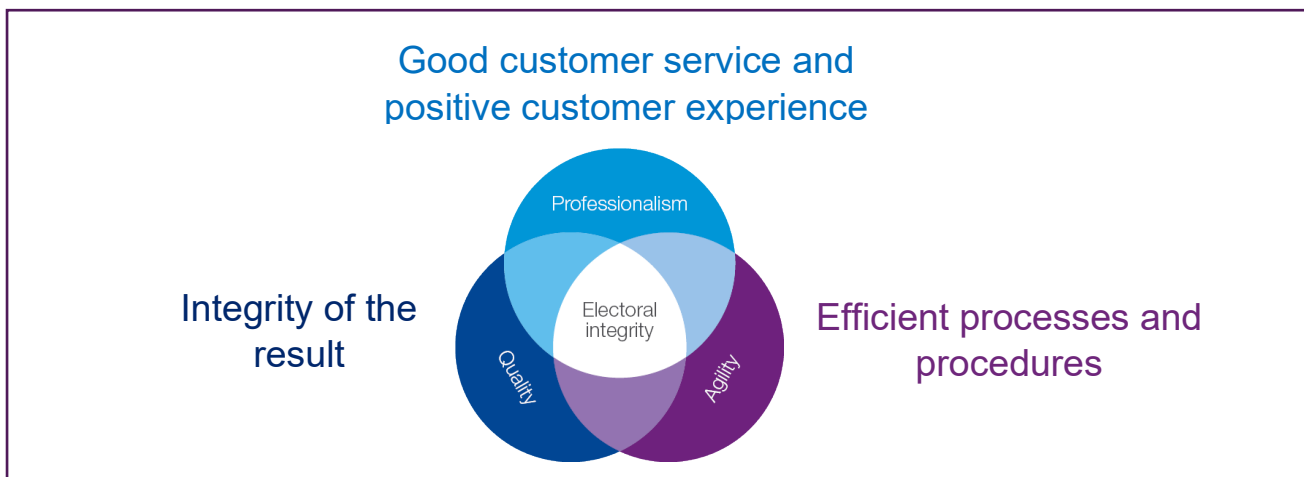 Good customer service and
positive customer experience
Professionalism
Integrity of the
result
Electoral
integrity
Efficient processes and
procedures
Quality
Agility